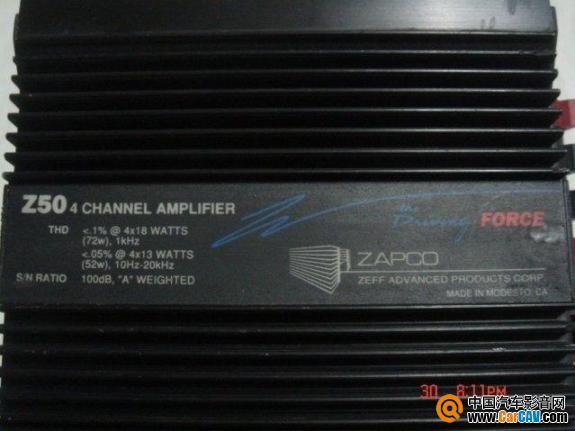 Z50 4 CHANNEL AMPLIFIER
THD <.1% @ 4x18 WATTS
(72w), 1kHz
<.05% @ 4x13 WATTS
(52w), 10Hz-20kHz
S/N RATIO 100dB, "A" WEIGHTED
the
Driving FORCE
ZAPCO
ZEFF ADVANCED PRODUCTS CORP.
MADE IN MODESTO, CA
30 8:11PM
中国汽车影音网
www.CarCAV.com